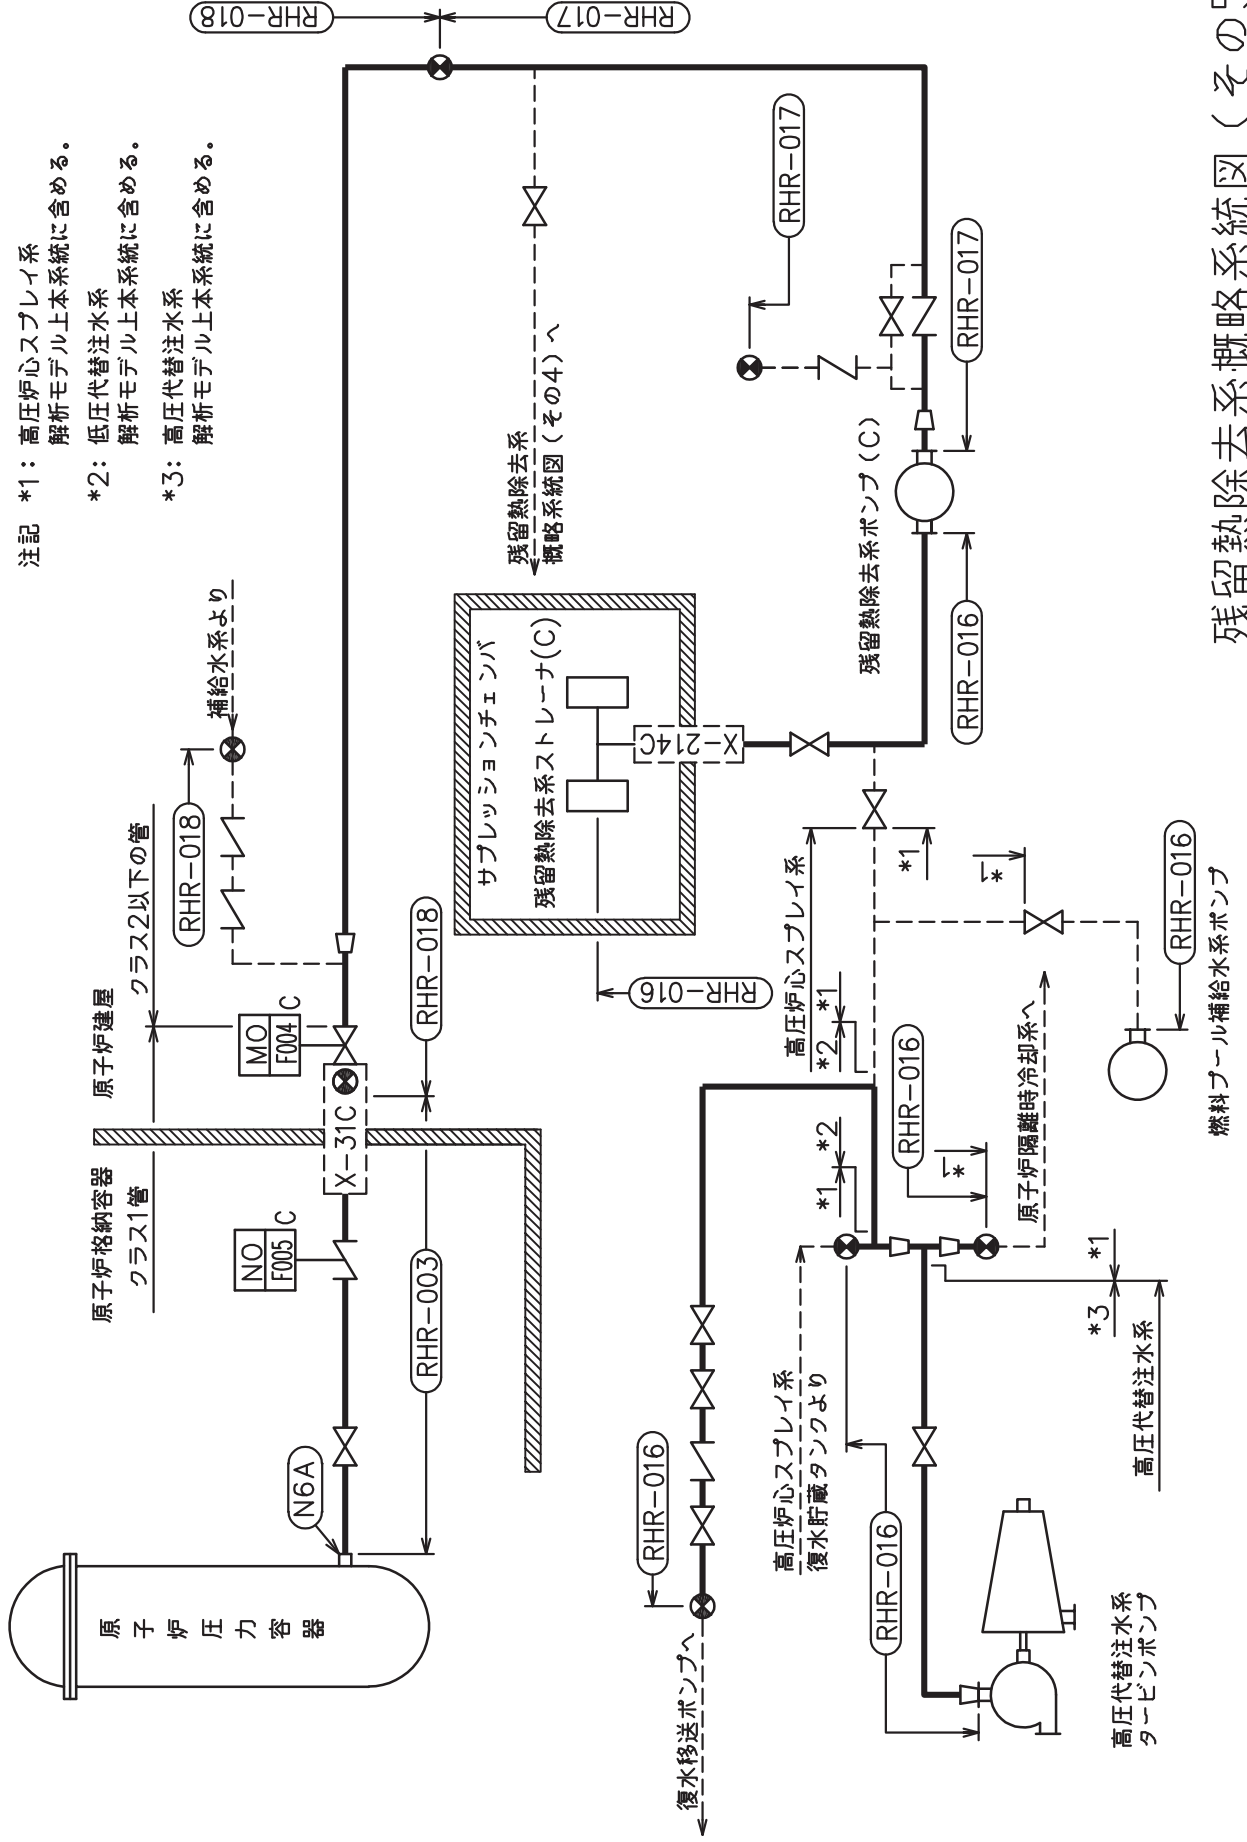 注記 *1: 高圧炉心スプレイ系
解析モデル上本系統に含める。
*2: 低圧代替注水系
解析モデル上本系統に含める。
*3: 高圧代替注水系
解析モデル上本系統に含める。
原子炉格納容器
原子炉建屋
クラス1管
クラス2以下の管
RHR-018
補給水系より
RHR-018
RHR-017
NO
F005
C
MO
F004
C
X-31C
N6A
原子炉圧力容器
RHR-003
RHR-018
サプレッションチェンバ
残留熱除去系ストレーナ(C)
X-214C
RHR-016
残留熱除去系
概略系統図(その4)へ
RHR-017
残留熱除去系ポンプ(C)
RHR-016
RHR-017
復水移送ポンプへ
RHR-016
高圧炉心スプレイ系
復水貯蔵タンクより
高圧炉心スプレイ系
*1
*2
*2
*1
*1
*1
RHR-016
RHR-016
*1
原子炉隔離時冷却系へ
*3
*1
高圧代替注水系
RHR-016
燃料プール補給水系ポンプ
高圧代替注水系
タービンポンプ
残留熱除去系概略系統図(その